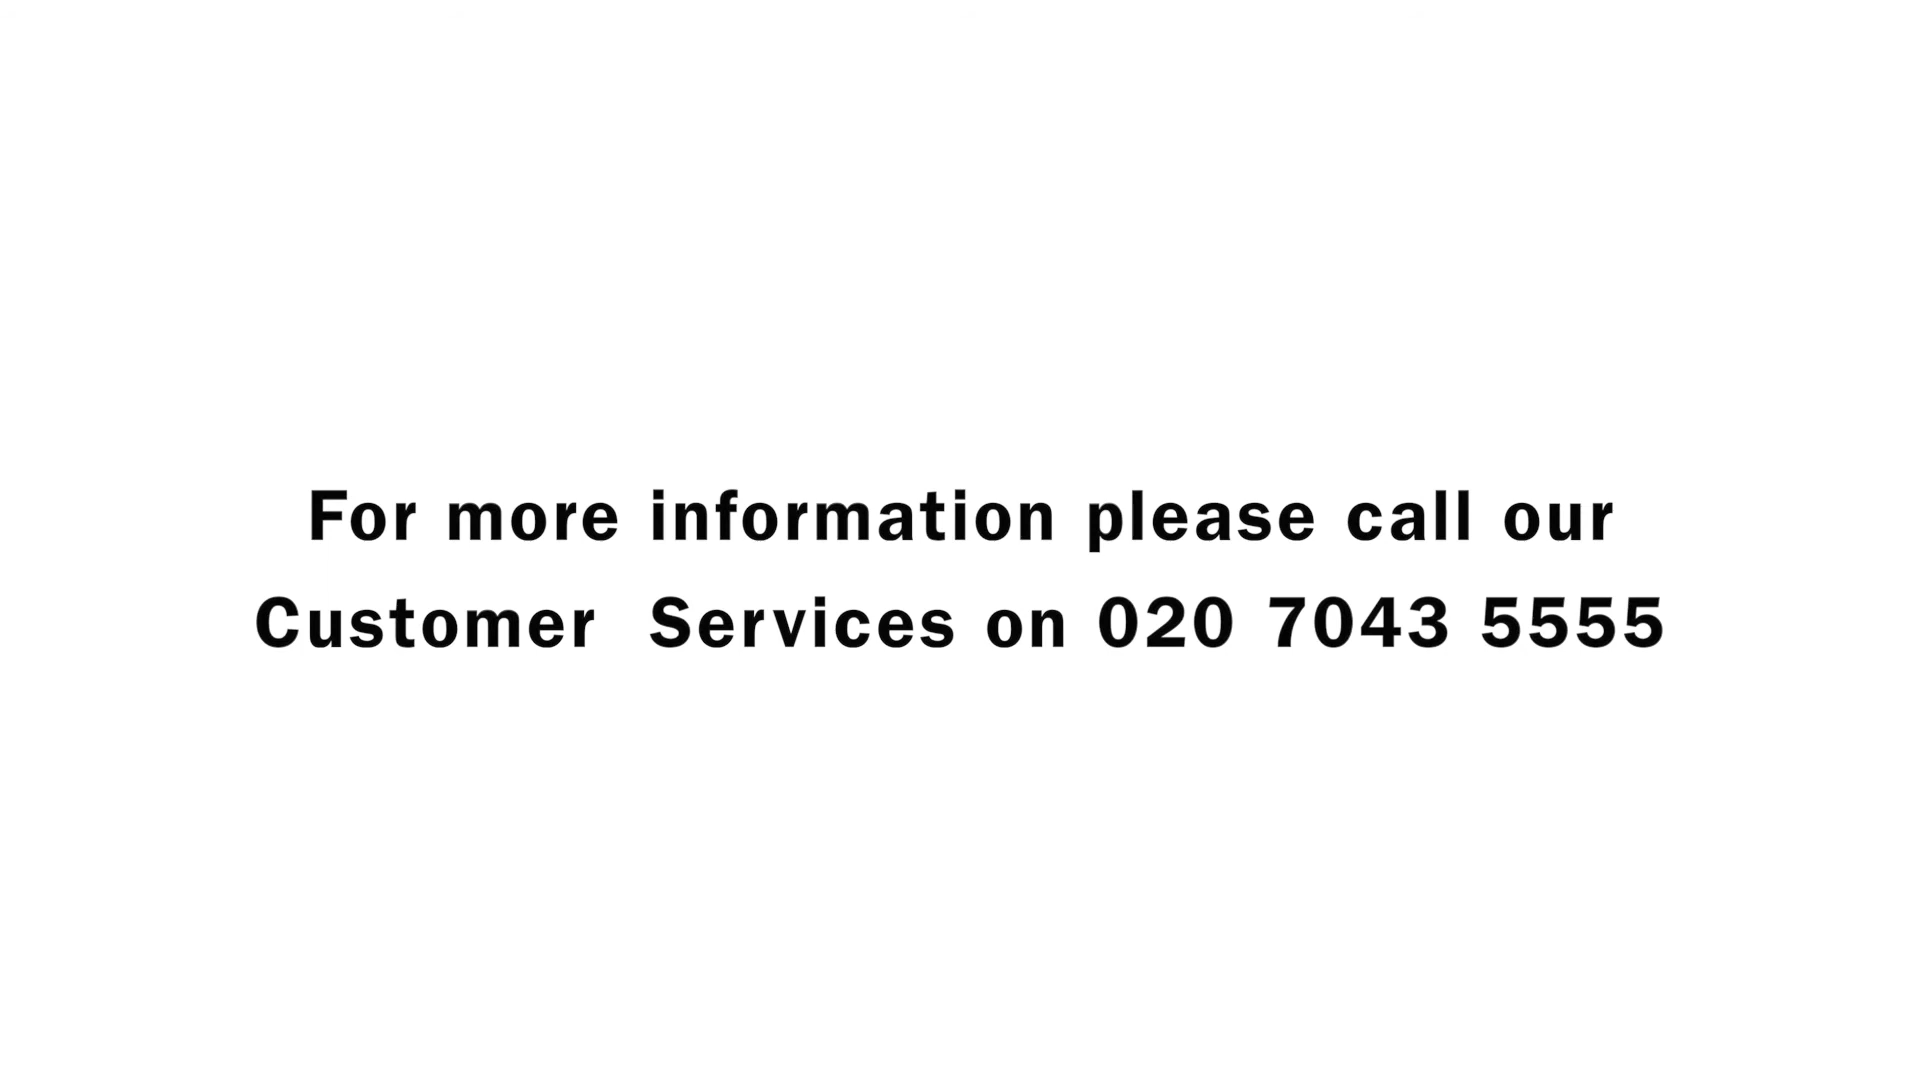 For more information please call our
Customer  Services on 020 7043 5555